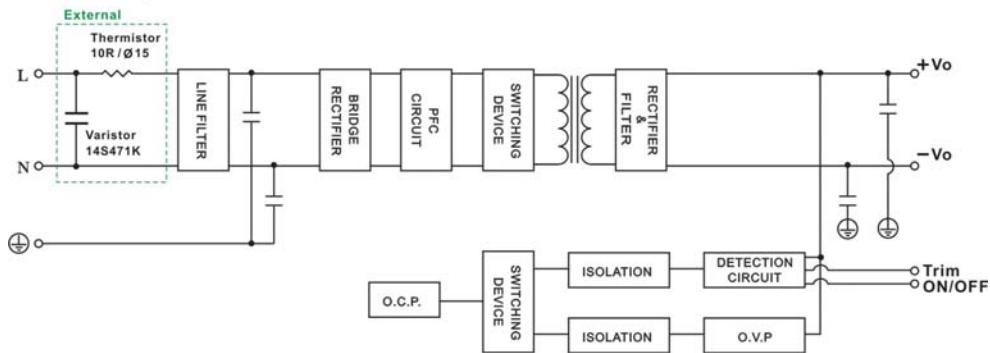 External
Thermistor
10R / Ø15
L
N
Varistor
14S471K
LINE FILTER
BRIDGE
RECTIFIER
PFC
CIRCUIT
SWITCHING
DEVICE
RECTIFIER
&
FILTER
+Vo
−Vo
O.C.P.
SWITCHING
DEVICE
ISOLATION
DETECTION
CIRCUIT
Trim
ON/OFF
ISOLATION
O.V.P